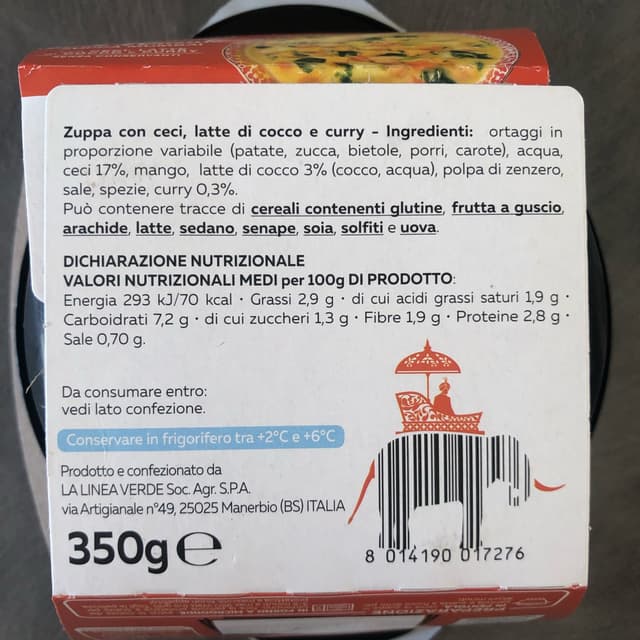 Zuppa con ceci, latte di cocco e curry - Ingredienti: ortaggi in
proporzione variabile (patate, zucca, bietole, porri, carote), acqua,
ceci 17%, mango, latte di cocco 3% (cocco, acqua), polpa di zenzero,
sale, spezie, curry 0,3%.
Può contenere tracce di cereali contenenti glutine, frutta a guscio,
arachide, latte, sedano, senape, soia, solfiti e uova.
DICHIARAZIONE NUTRIZIONALE
VALORI NUTRIZIONALI MEDI per 100g DI PRODOTTO:
Energia 293 kJ/70 kcal · Grassi 2,9 g · di cui acidi grassi saturi 1,9 g ·
Carboidrati 7,2 g · di cui zuccheri 1,3 g · Fibre 1,9 g · Proteine 2,8 g ·
Sale 0,70 g.
Da consumare entro:
vedi lato confezione.
Conservare in frigorifero tra +2°C e +6°C
Prodotto e confezionato da
LA LINEA VERDE Soc. Agr. S.P.A.
via Artigianale n°49, 25025 Manerbio (BS) ITALIA
350g e
8 014190 017276